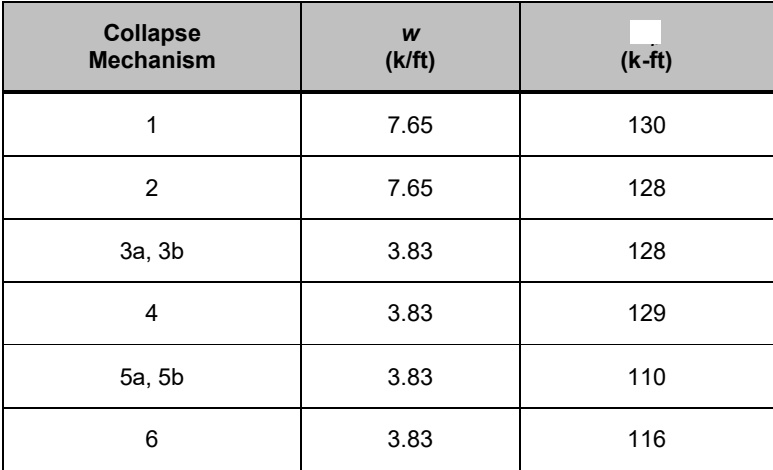 Collapse
Mechanism
w
(k/ft)
(k-ft)
1 7.65 130
2 7.65 128
3a, 3b 3.83 128
4 3.83 129
5a, 5b 3.83 110
6 3.83 116